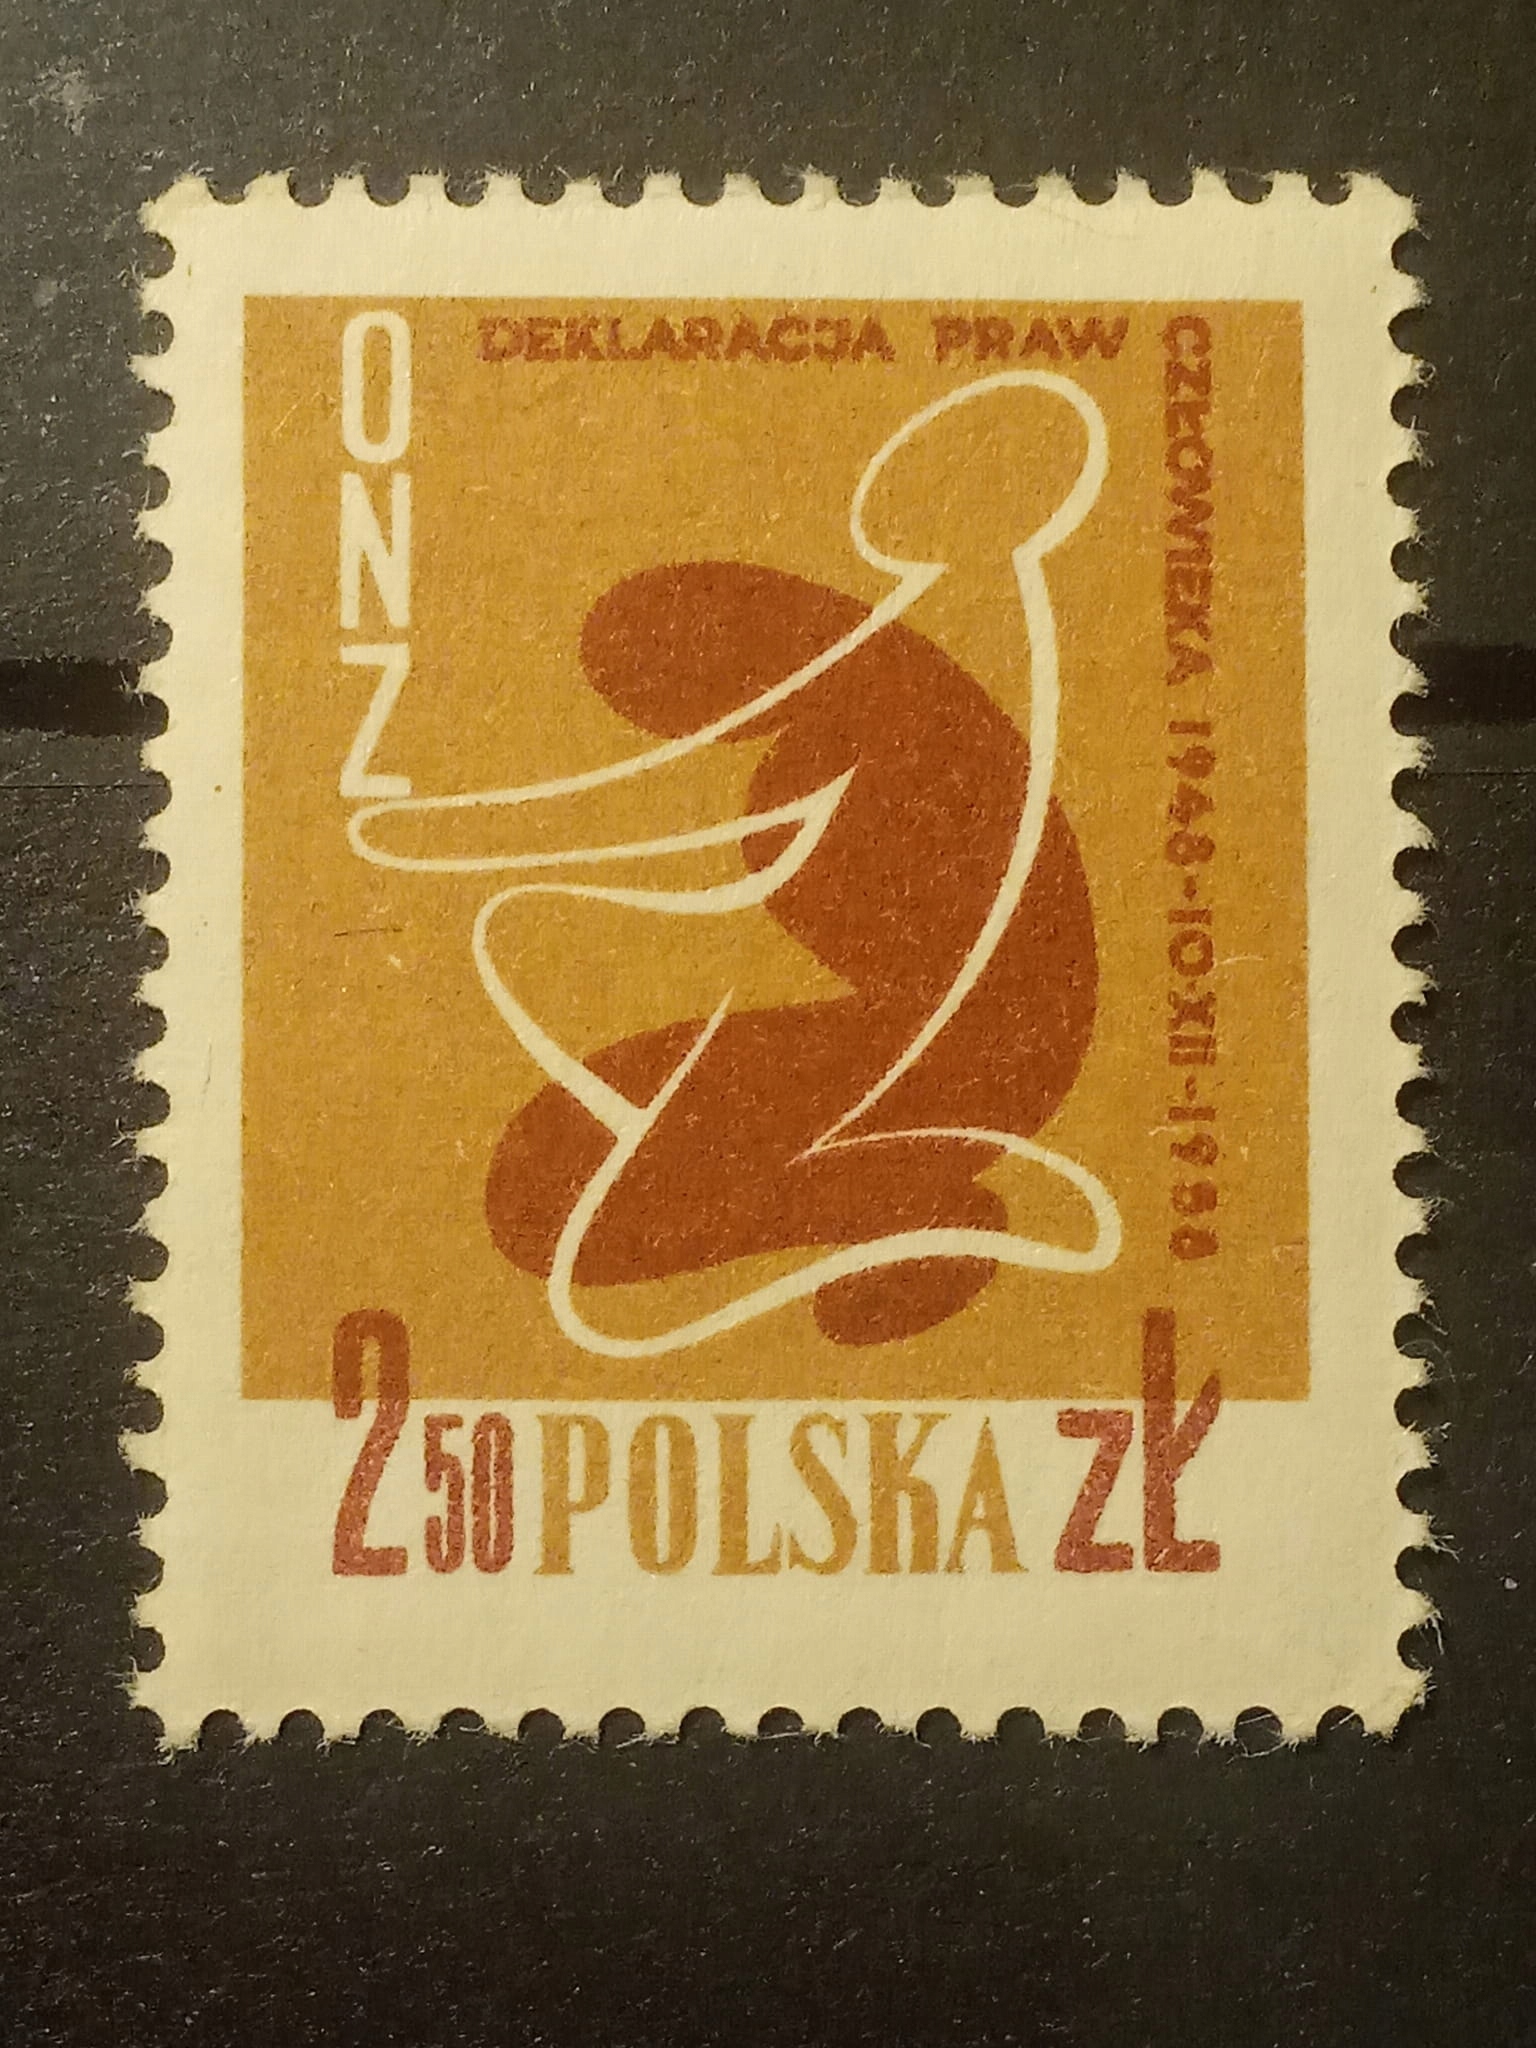 ONZ
DEKLARACJA PRAW
CZŁOWIEKA 1948-10·XII-1958
2 50 POLSKA ZŁ